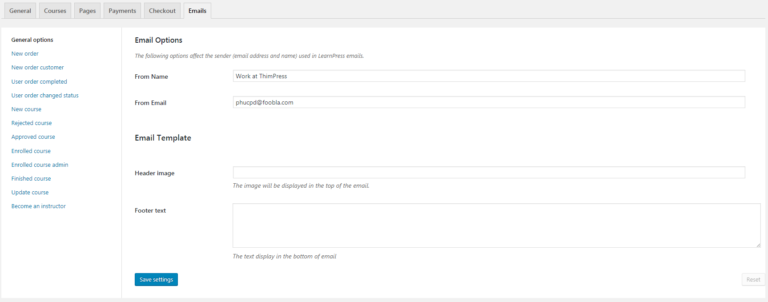 General Courses Pages Payments Checkout Emails
General options
New order
New order customer
User order completed
User order changed status
New course
Rejected course
Approved course
Enrolled course
Enrolled course admin
Finished course
Update course
Become an instructor
Email Options
The following options affect the sender (email address and name) used in LearnPress emails.
From Name Work at ThimPress
From Email phucpd@foobla.com
Email Template
Header image
The image will be displayed in the top of the email.
Footer text
The text display in the bottom of email
Save settings Reset